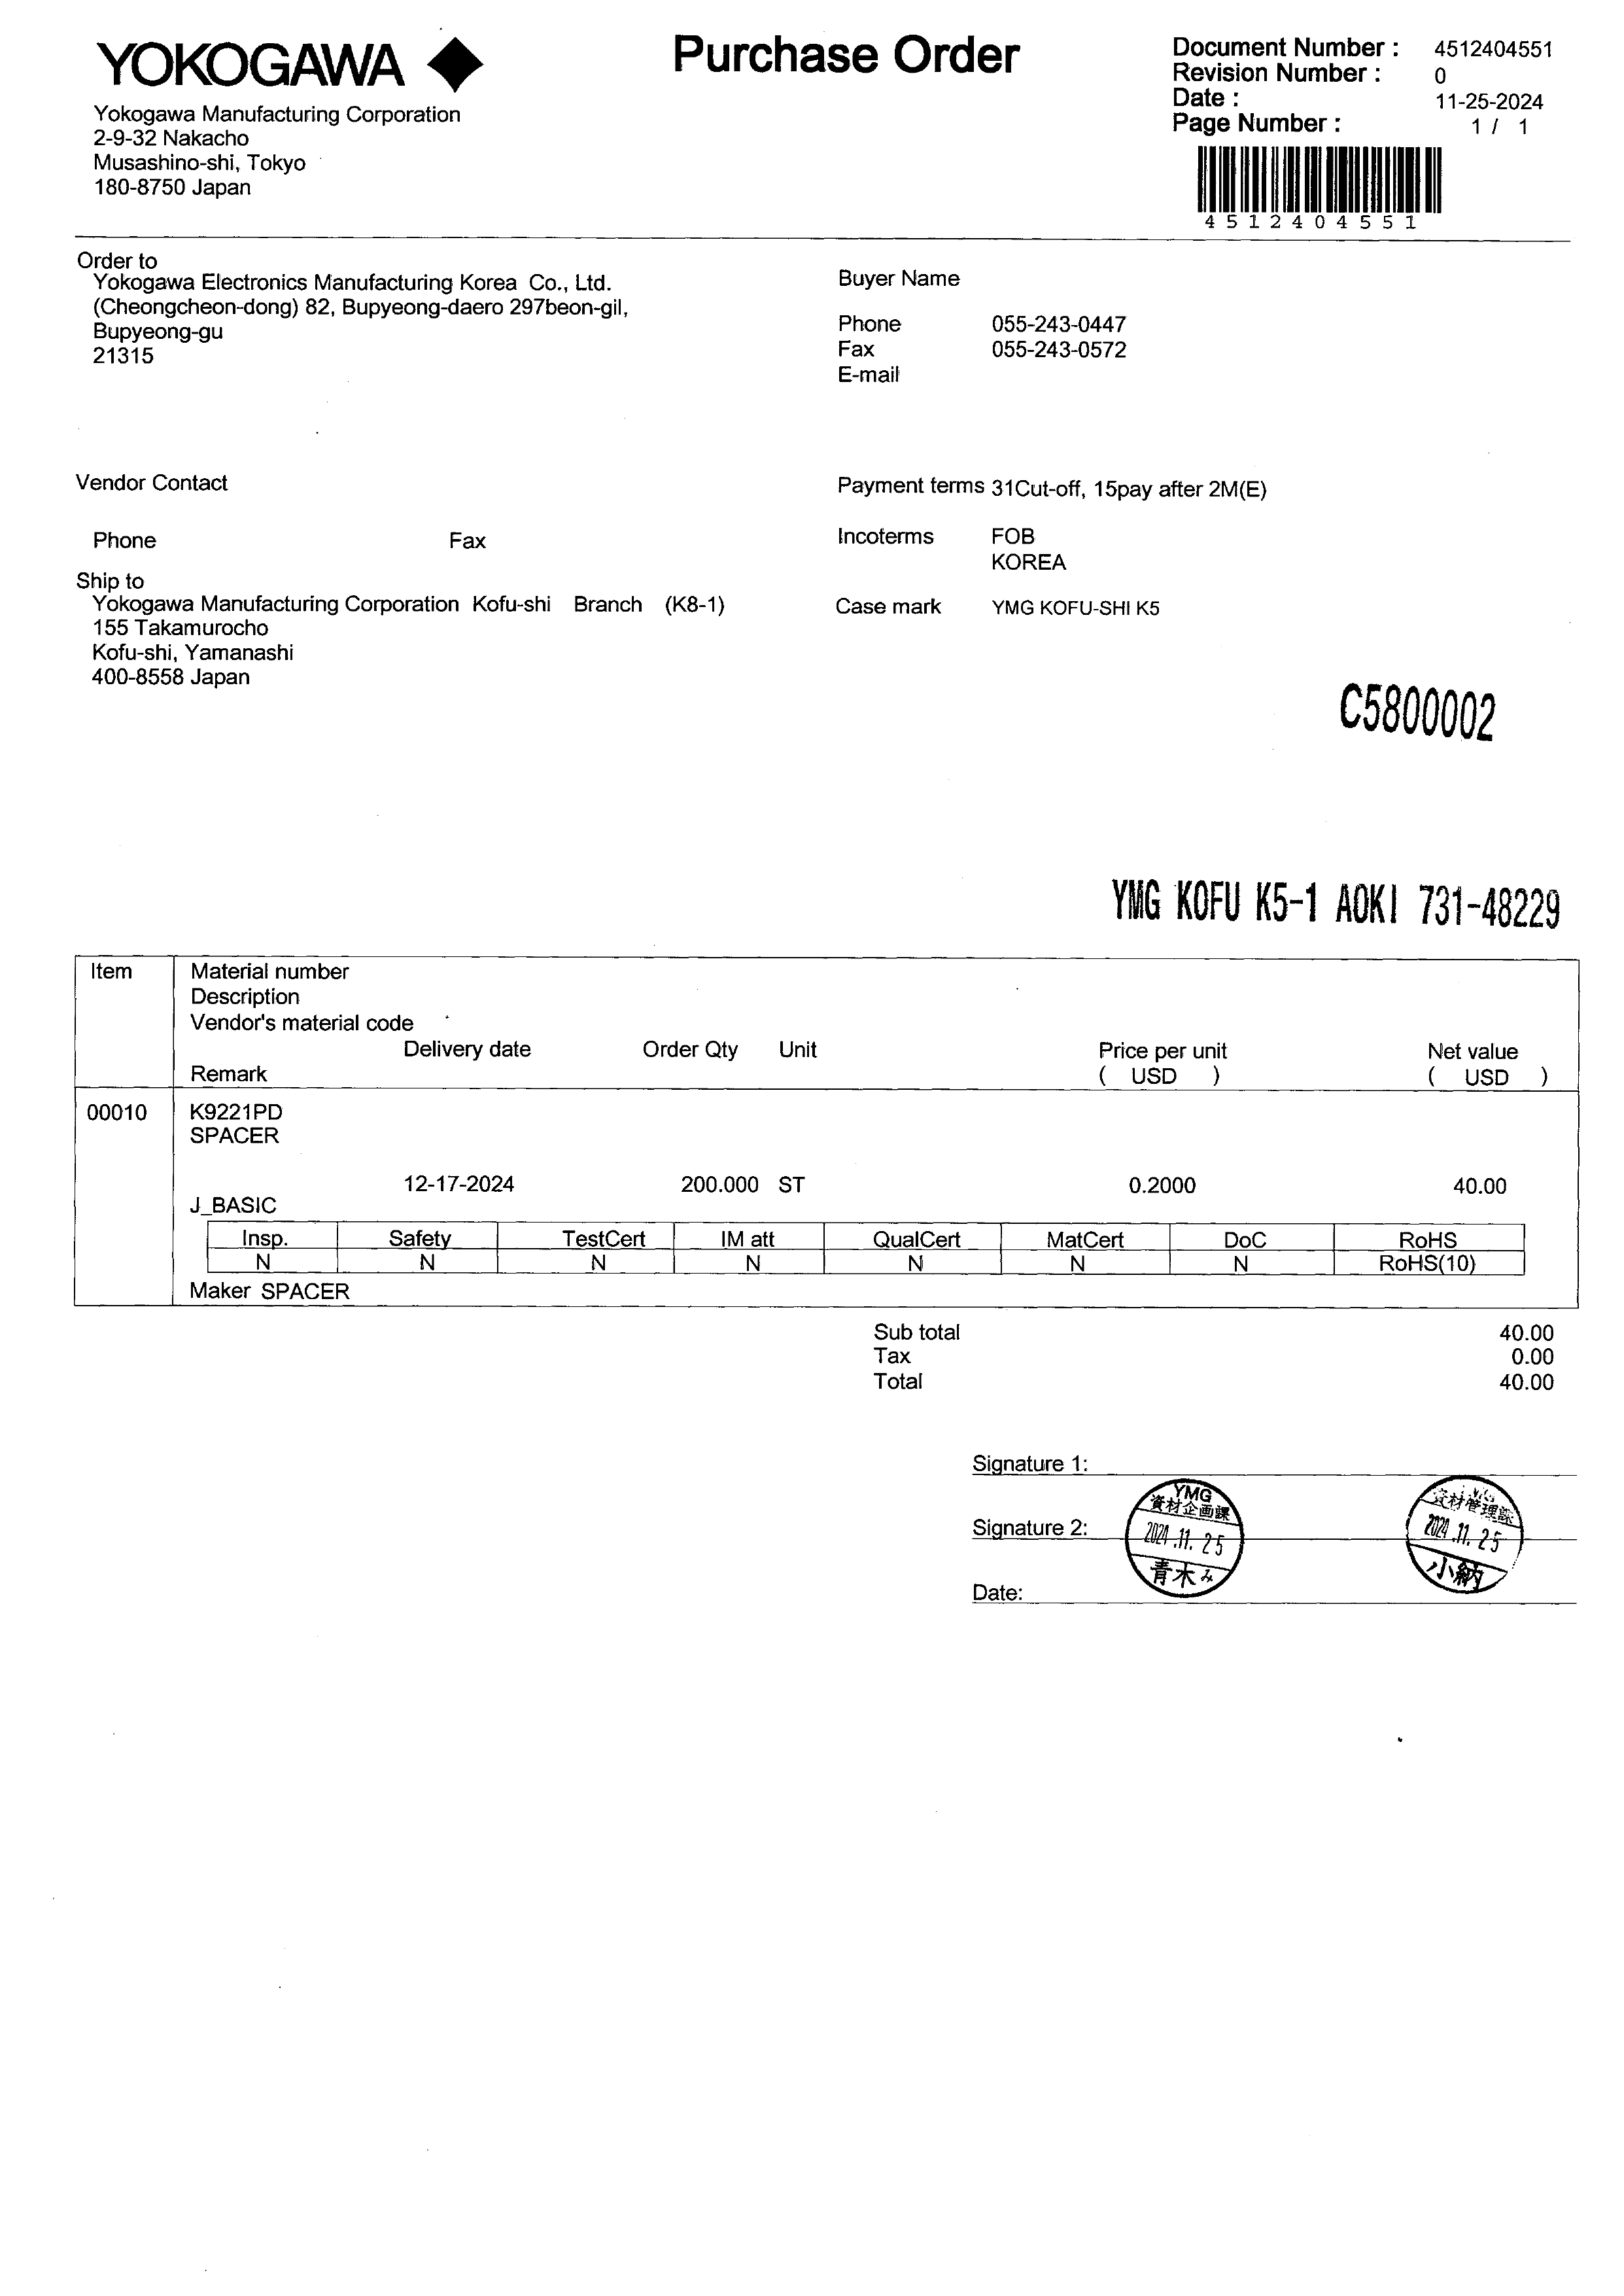 YOKOGAWA
Purchase Order
Document Number : 4512404551
Revision Number : 0
Date : 11-25-2024
Page Number : 1 / 1
4512404551
Yokogawa Manufacturing Corporation
2-9-32 Nakacho
Musashino-shi, Tokyo
180-8750 Japan
Order to
Yokogawa Electronics Manufacturing Korea Co., Ltd.
(Cheongcheon-dong) 82, Bupyeong-daero 297beon-gil,
Bupyeong-gu
21315
Buyer Name
Phone 055-243-0447
Fax 055-243-0572
E-mail
Vendor Contact
Phone Fax
Payment terms 31Cut-off, 15pay after 2M(E)
Incoterms FOB
KOREA
Ship to
Yokogawa Manufacturing Corporation Kofu-shi Branch (K8-1)
155 Takamurocho
Kofu-shi, Yamanashi
400-8558 Japan
Case mark YMG KOFU-SHI K5
C5800002
YMG KOFU K5-1 AOKI 731-48229
Item Material number
Description
Vendor's material code
Delivery date Order Qty Unit Price per unit Net value
Remark ( USD ) ( USD )
00010 K9221PD
SPACER
12-17-2024 200.000 ST 0.2000 40.00
J_BASIC
Insp. Safety TestCert IM att QualCert MatCert DoC RoHS
N N N N N N N RoHS(10)
Maker SPACER
Sub total 40.00
Tax 0.00
Total 40.00
Signature 1:
Signature 2:
Date:
YMG
資材企画課
2024.11.25
青木み
資材管理課
2024.11.25
小納